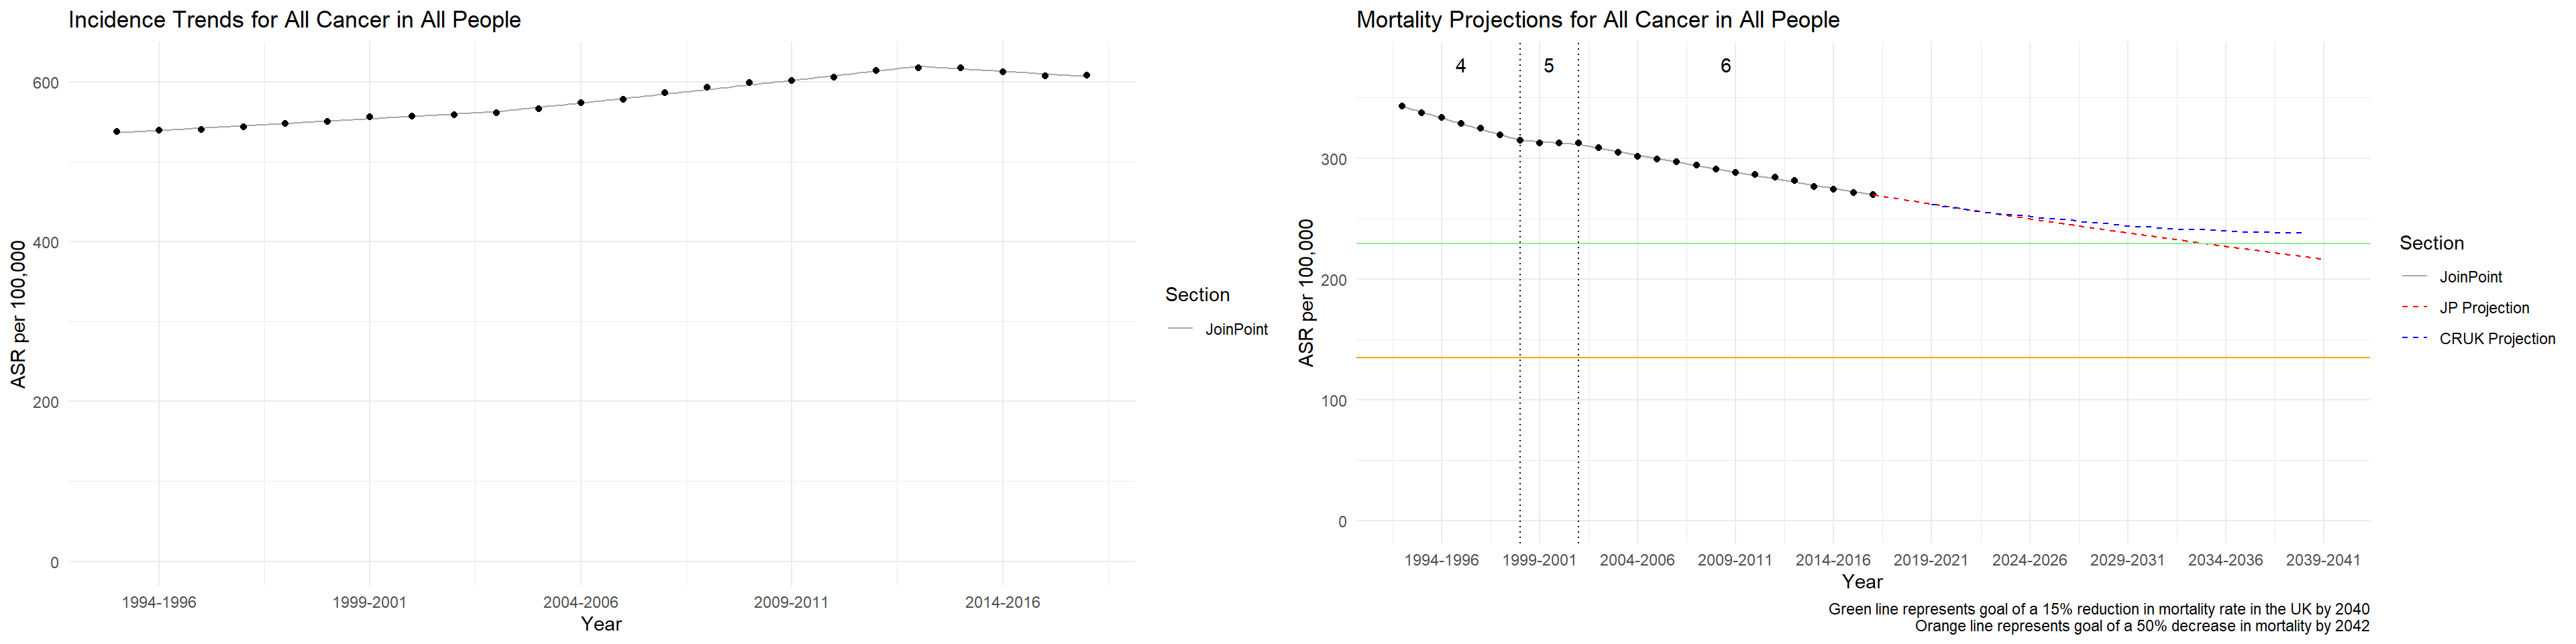 Incidence Trends for All Cancer in All People
600
400
200
0
ASR per 100,000
1994-1996
1999-2001
2004-2006
2009-2011
2014-2016
Year
Section
JoinPoint
Mortality Projections for All Cancer in All People
4
5
6
300
200
100
0
ASR per 100,000
1994-1996
1999-2001
2004-2006
2009-2011
2014-2016
2019-2021
2024-2026
2029-2031
2034-2036
2039-2041
Year
Section
JoinPoint
JP Projection
CRUK Projection
Green line represents goal of a 15% reduction in mortality rate in the UK by 2040
Orange line represents goal of a 50% decrease in mortality by 2042